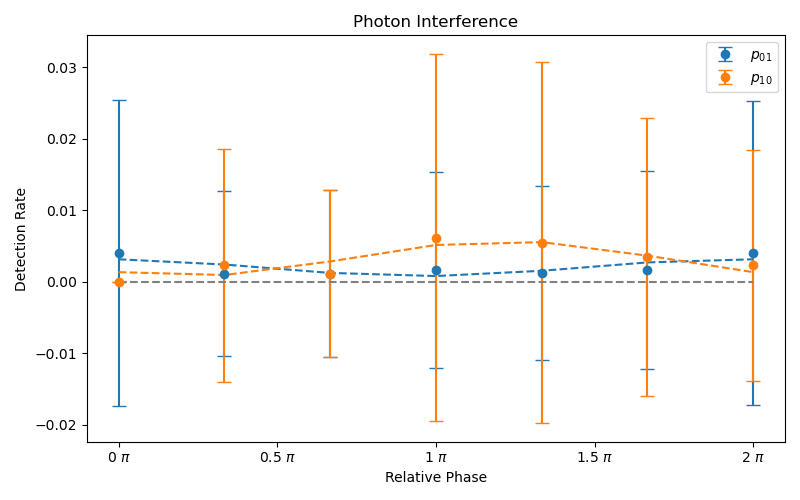 Photon Interference
p01
p10
Detection Rate
0.03
0.02
0.01
0.00
−0.01
−0.02
0 π
0.5 π
1 π
1.5 π
2 π
Relative Phase